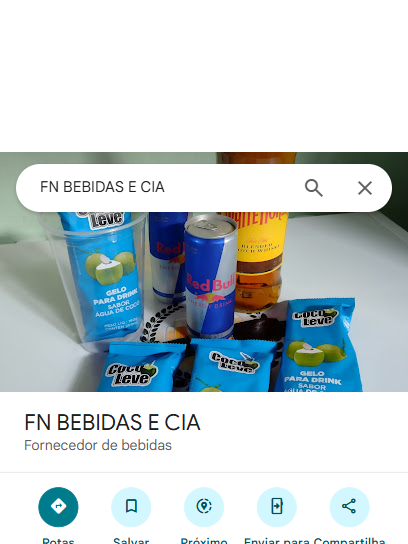 FN BEBIDAS E CIA
Coco
Leve
GELO
PARA DRINK
SABOR
ÁGUA DE COCO
Red Bull
BLENDED
Coco
Leve
GELO
PARA DRINK
SABOR
Coco
Leve
Coco
Leve
FN BEBIDAS E CIA
Fornecedor de bebidas
Rotas
Salvar
Próximo
Enviar para
Compartilha